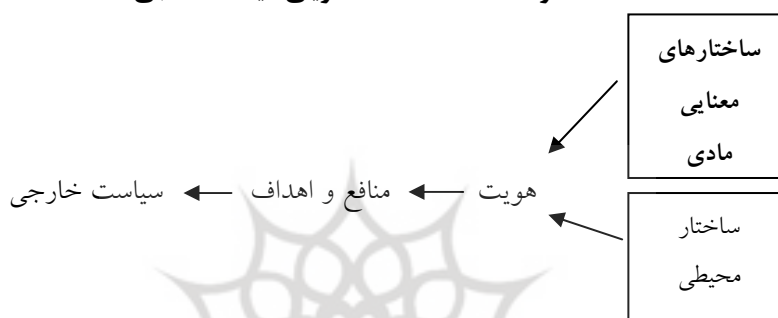 ساختارهای
معنایی
مادی
هویت
منافع و اهداف
سیاست خارجی
ساختار
محیطی